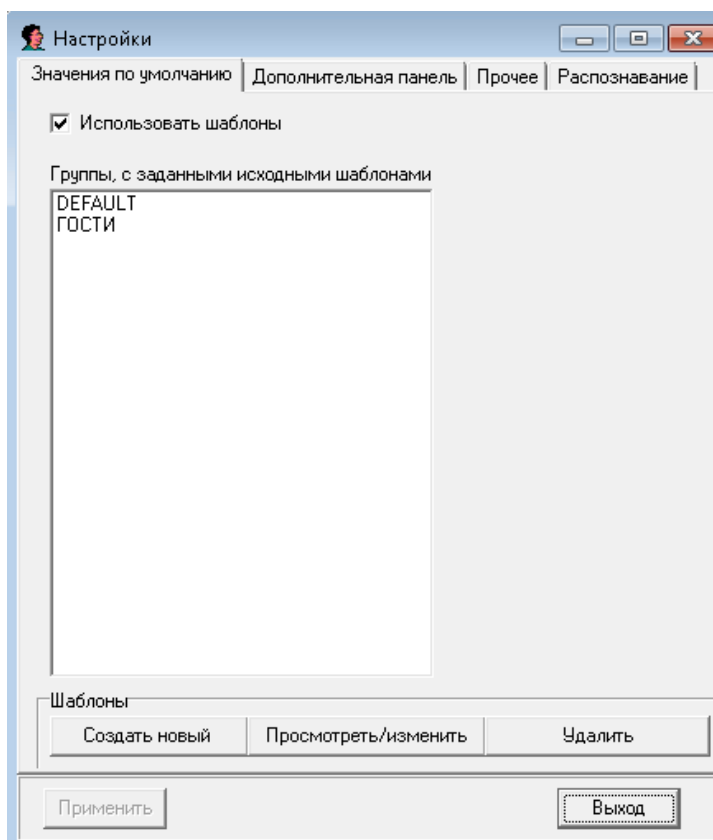 Настройки
Значения по умолчанию Дополнительная панель Прочее Распознавание
Использовать шаблоны
Группы, с заданными исходными шаблонами
DEFAULT
ГОСТИ
Шаблоны
Создать новый Просмотреть/изменить Удалить
Применить Выход